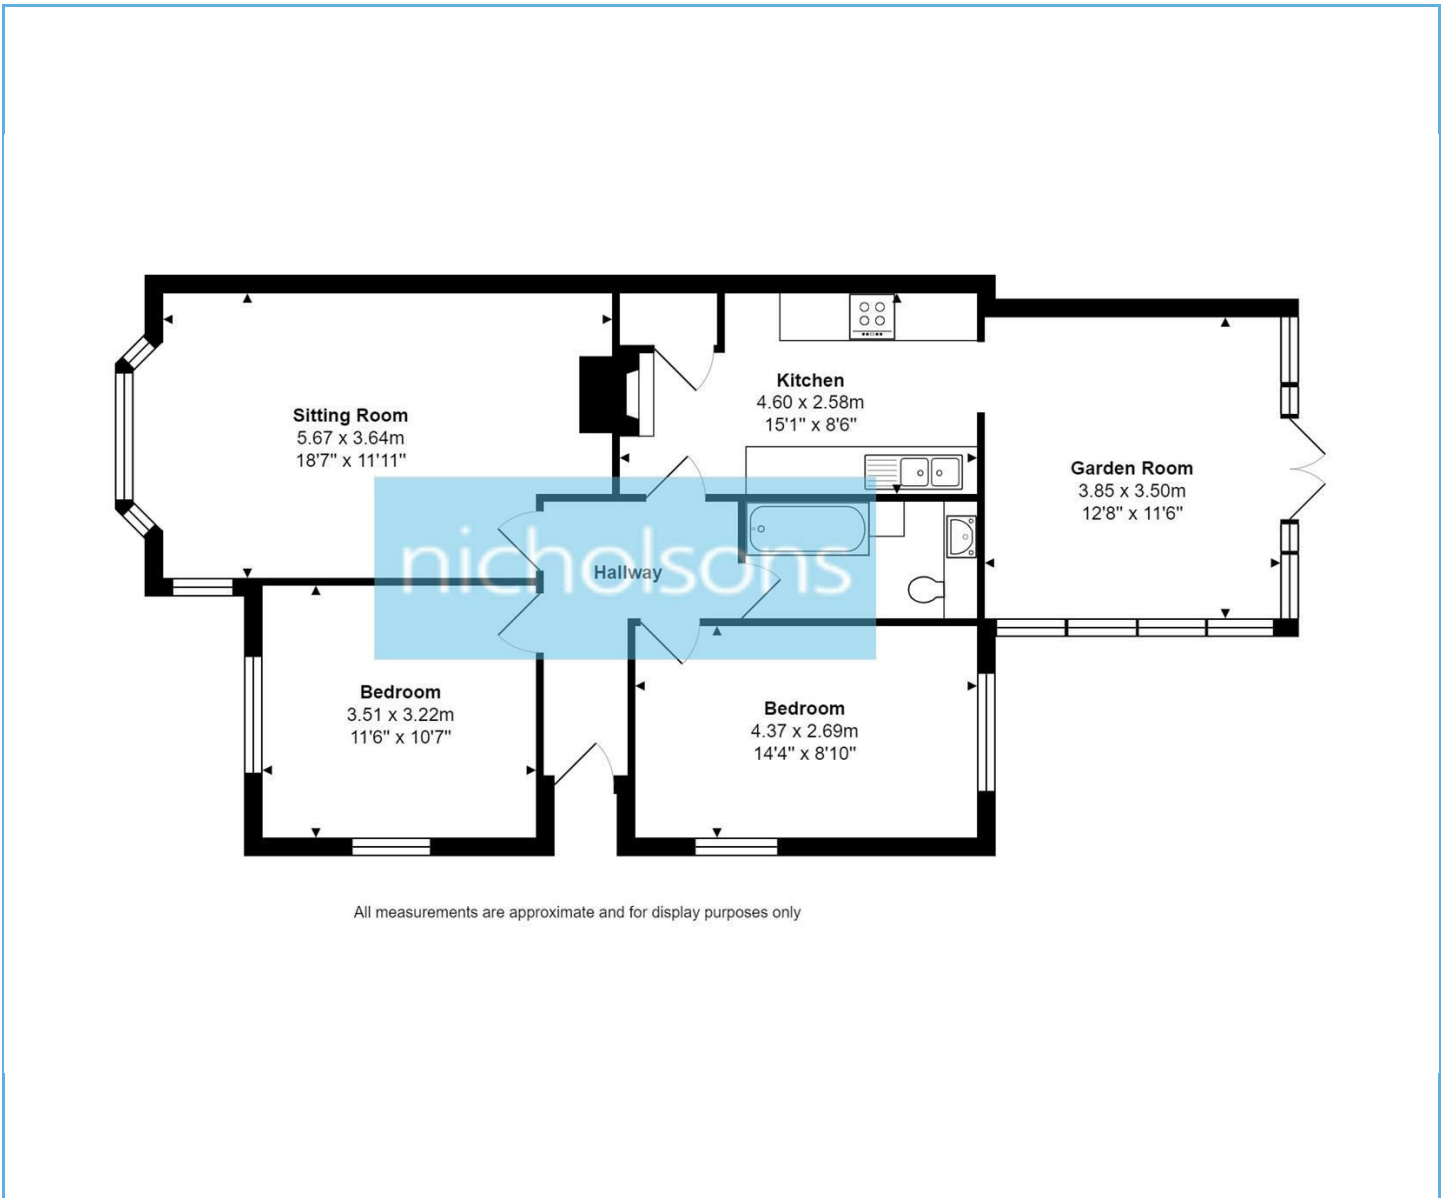 Sitting Room
5.67 x 3.64m
18'7" x 11'11"
Kitchen
4.60 x 2.58m
15'1" x 8'6"
Garden Room
3.85 x 3.50m
12'8" x 11'6"
nicholsons
Hallway
Bedroom
3.51 x 3.22m
11'6" x 10'7"
Bedroom
4.37 x 2.69m
14'4" x 8'10"
All measurements are approximate and for display purposes only